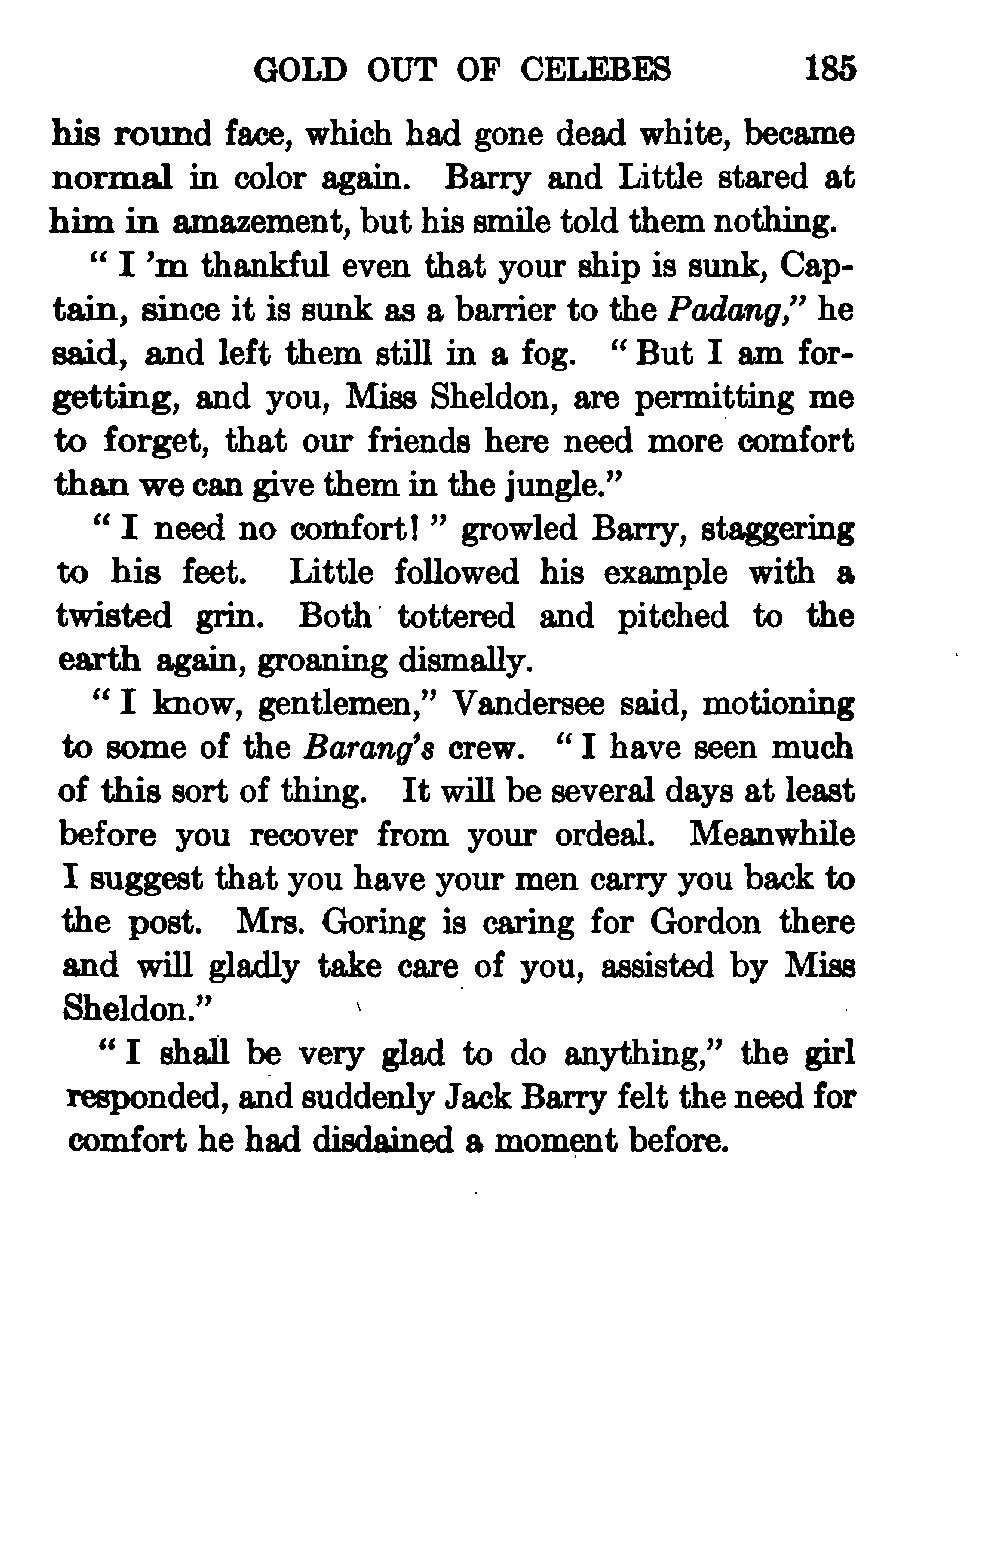 GOLD OUT OF CELEBES 185
his round face, which had gone dead white, became
normal in color again. Barry and Little stared at
him in amazement, but his smile told them nothing.
“ I ’m thankful even that your ship is sunk, Cap-
tain, since it is sunk as a barrier to the Padang,” he
said, and left them still in a fog. “ But I am for-
getting, and you, Miss Sheldon, are permitting me
to forget, that our friends here need more comfort
than we can give them in the jungle.”
“ I need no comfort! ” growled Barry, staggering
to his feet. Little followed his example with a
twisted grin. Both tottered and pitched to the
earth again, groaning dismally.
“ I know, gentlemen,” Vandersee said, motioning
to some of the Barang’s crew. “ I have seen much
of this sort of thing. It will be several days at least
before you recover from your ordeal. Meanwhile
I suggest that you have your men carry you back to
the post. Mrs. Goring is caring for Gordon there
and will gladly take care of you, assisted by Miss
Sheldon.”
“ I shall be very glad to do anything,” the girl
responded, and suddenly Jack Barry felt the need for
comfort he had disdained a moment before.